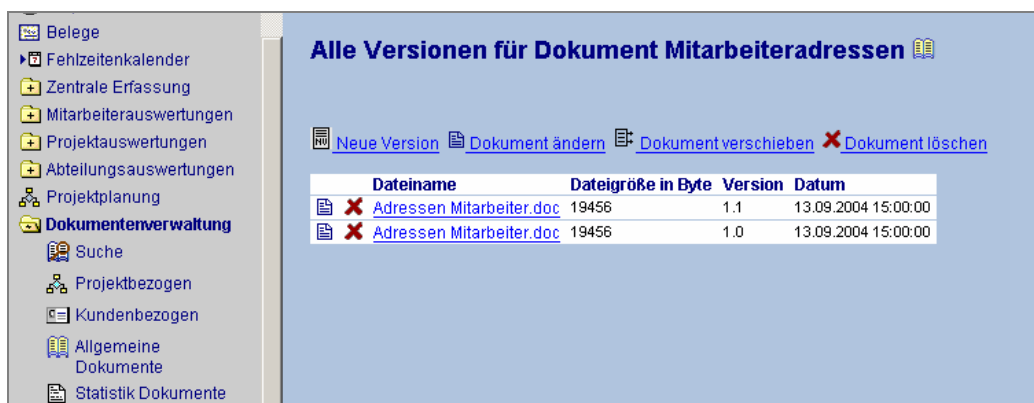 Belege
Fehlzeitenkalender
Zentrale Erfassung
Mitarbeiterauswertungen
Projektauswertungen
Abteilungsauswertungen
Projektplanung
Dokumentenverwaltung
Suche
Projektbezogen
Kundenbezogen
Allgemeine
Dokumente
Statistik Dokumente
Alle Versionen für Dokument Mitarbeiteradressen
Neue Version Dokument ändern Dokument verschieben Dokument löschen
Dateiname Dateigröße in Byte Version Datum
Adressen Mitarbeiter.doc 19456 1.1 13.09.2004 15:00:00
Adressen Mitarbeiter.doc 19456 1.0 13.09.2004 15:00:00